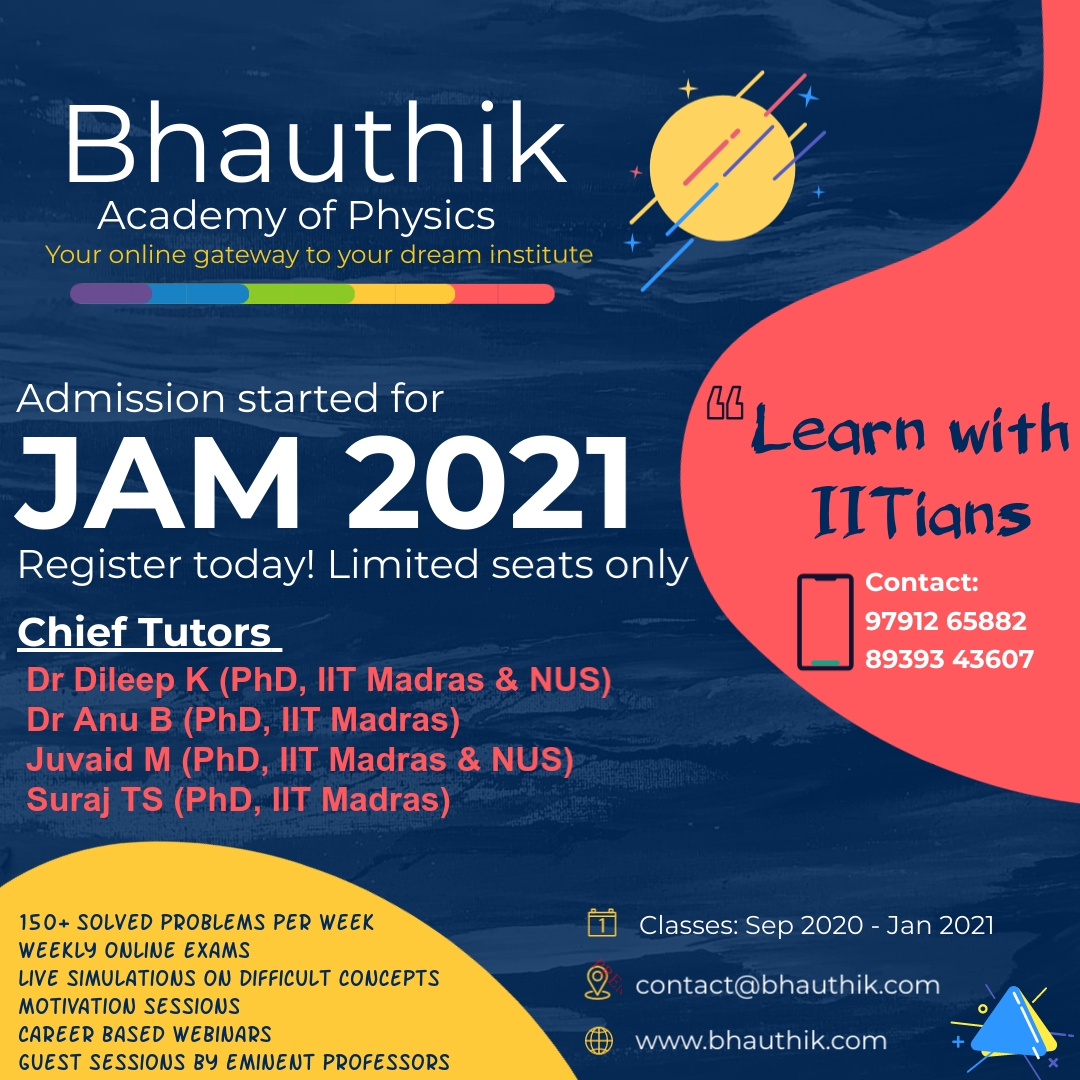 Bhauthik
Academy of Physics
Your online gateway to your dream institute
Admission started for
JAM 2021
Register today! Limited seats only
“Learn with
IITians
Contact:
97912 65882
89393 43607
Chief Tutors
Dr Dileep K (PhD, IIT Madras & NUS)
Dr Anu B (PhD, IIT Madras)
Juvaid M (PhD, IIT Madras & NUS)
Suraj TS (PhD, IIT Madras)
150+ SOLVED PROBLEMS PER WEEK
WEEKLY ONLINE EXAMS
LIVE SIMULATIONS ON DIFFICULT CONCEPTS
MOTIVATION SESSIONS
CAREER BASED WEBINARS
GUEST SESSIONS BY EMINENT PROFESSORS
1
Classes: Sep 2020 - Jan 2021
contact@bhauthik.com
www.bhauthik.com